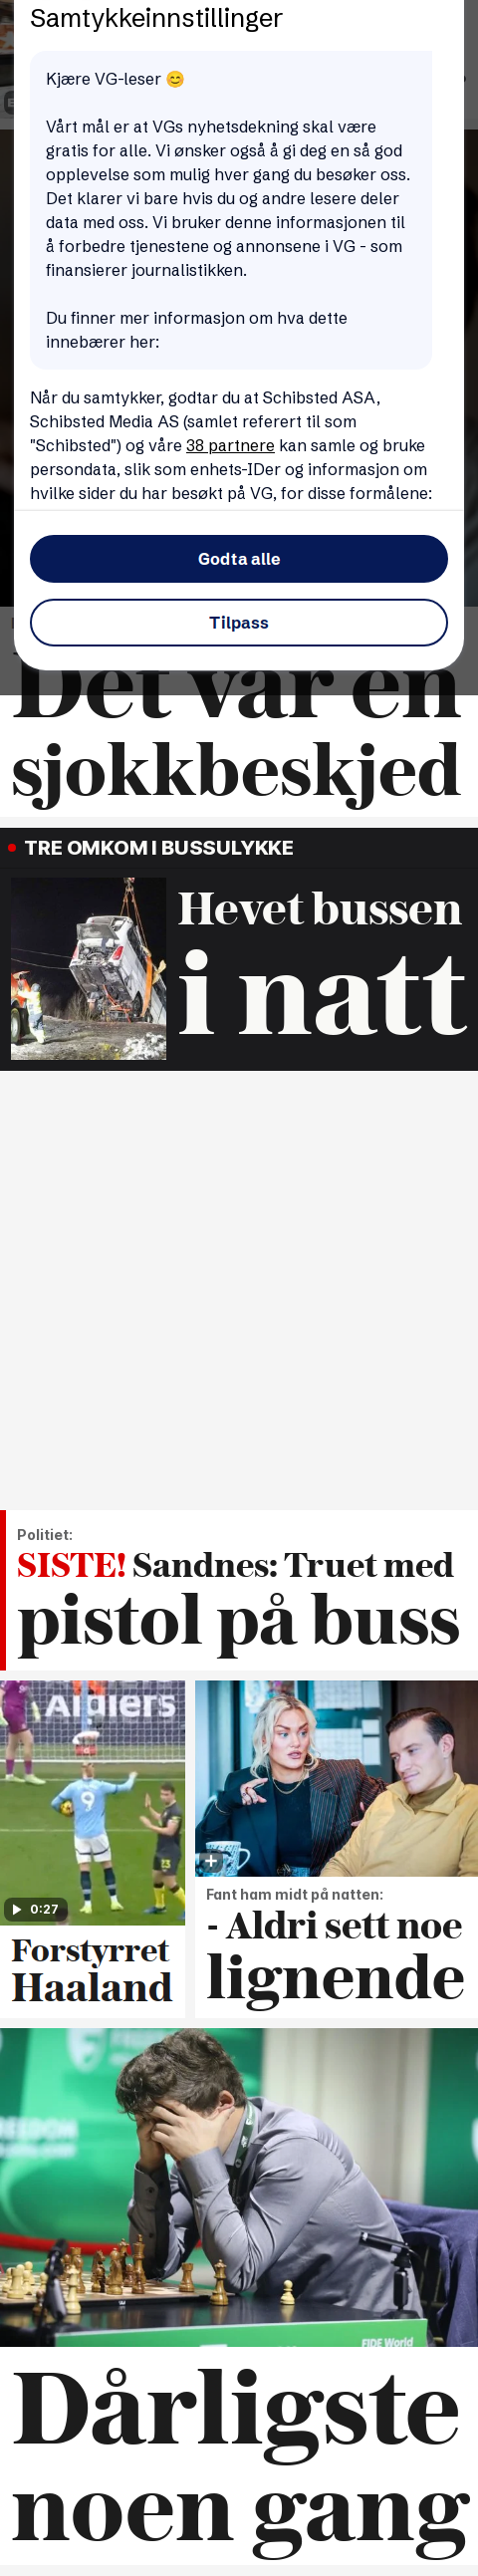 Samtykkeinnstillinger
Kjære VG-leser 😊
Vårt mål er at VGs nyhetsdekning skal være
gratis for alle. Vi ønsker også å gi deg en så god
opplevelse som mulig hver gang du besøker oss.
Det klarer vi bare hvis du og andre lesere deler
data med oss. Vi bruker denne informasjonen til
å forbedre tjenestene og annonsene i VG - som
finansierer journalistikken.
Du finner mer informasjon om hva dette
innebærer her:
Når du samtykker, godtar du at Schibsted ASA,
Schibsted Media AS (samlet referert til som
"Schibsted") og våre 38 partnere kan samle og bruke
persondata, slik som enhets-IDer og informasjon om
hvilke sider du har besøkt på VG, for disse formålene:
Godta alle
Tilpass
Det var en
sjokkbeskjed
TRE OMKOM I BUSSULYKKE
Hevet bussen
i natt
Politiet:
SISTE! Sandnes: Truet med
pistol på buss
Algiers
9
23
0:27
Forstyrret
Haaland
Fant ham midt på natten:
- Aldri sett noe
lignende
FREEDOM
FIDE World
Dårligste
noen gang